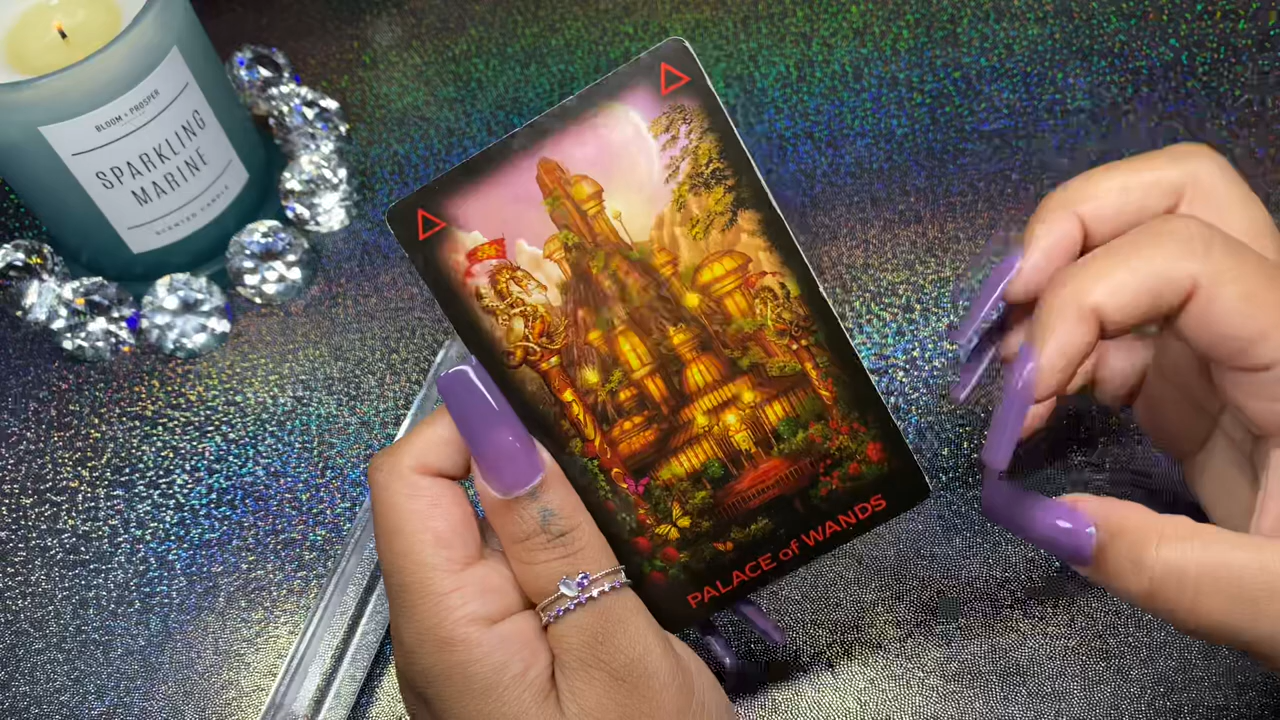 BLOOM + PROSPER
SPARKLING
MARINE
SCENTED CANDLE
PALACE of WANDS